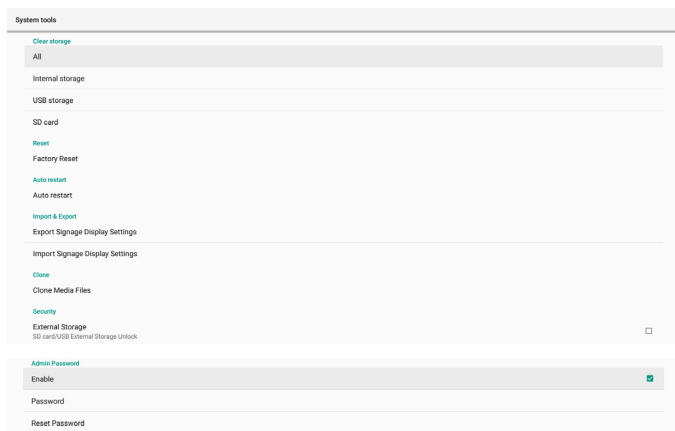 System tools
Clear storage
All
Internal storage
USB storage
SD card
Reset
Factory Reset
Auto restart
Auto restart
Import & Export
Export Signage Display Settings
Import Signage Display Settings
Clone
Clone Media Files
Security
External Storage
SD card/USB External Storage Unlock
Admin Password
Enable
Password
Reset Password